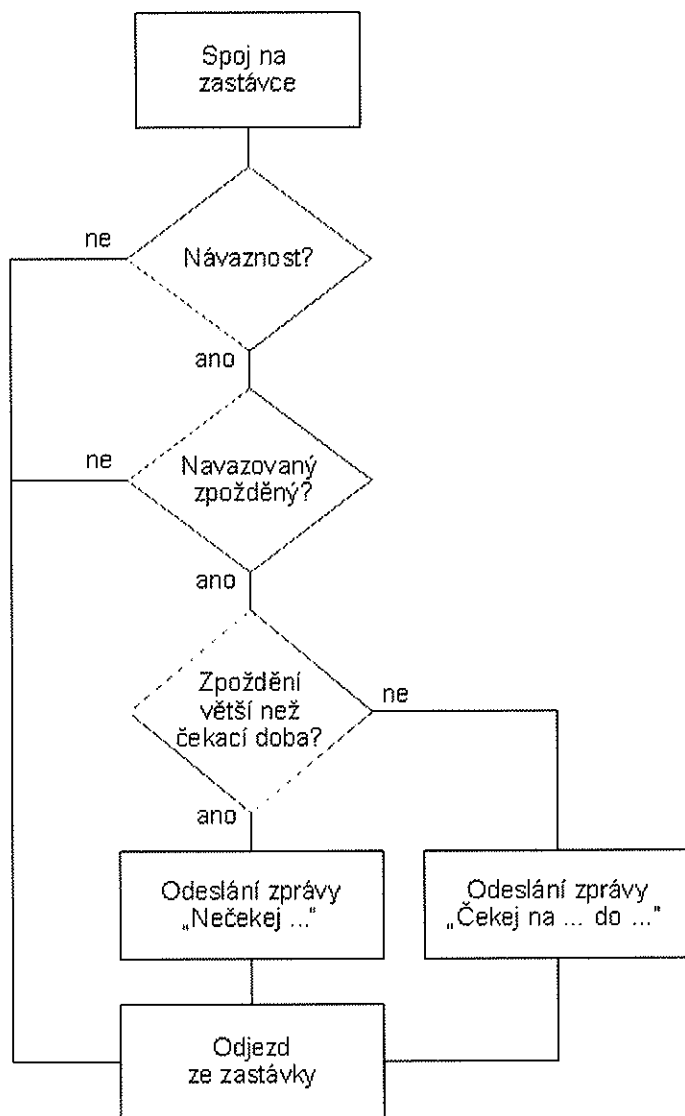 Spoj na
zastávce
ne
Návaznost?
ano
ne
Navazovaný
zpožděný?
ano
Zpoždění
větší než
čekací doba?
ne
ano
Odeslání zprávy
„Nečekej ...“
Odeslání zprávy
„Čekej na ... do ...”
Odjezd
ze zastávky